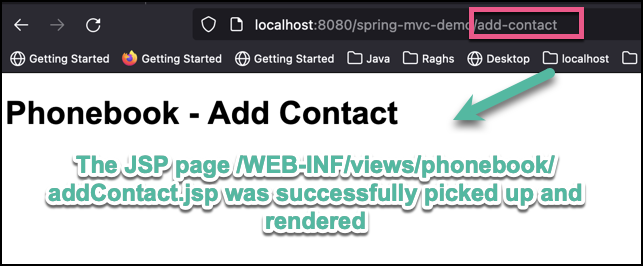 localhost:8080/spring-mvc-demo/add-contact
Getting Started Getting Started Getting Started Java Raghs Desktop localhost
Phonebook - Add Contact
The JSP page /WEB-INF/views/phonebook/
addContact.jsp was successfully picked up and
rendered